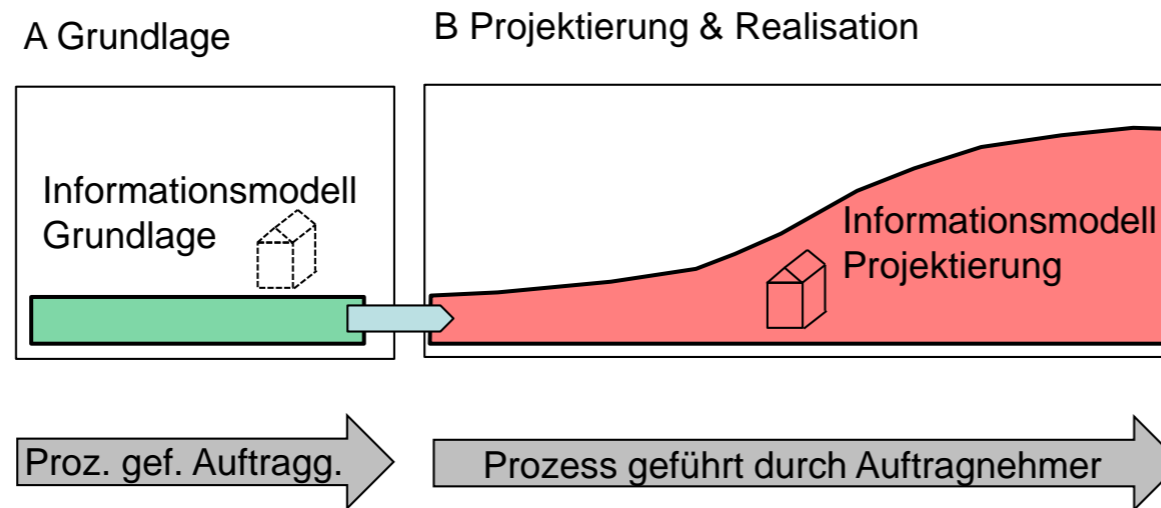 A Grundlage
B Projektierung & Realisation
Informationsmodell
Grundlage
Informationsmodell
Projektierung
Proz. gef. Auftragg.
Prozess geführt durch Auftragnehmer